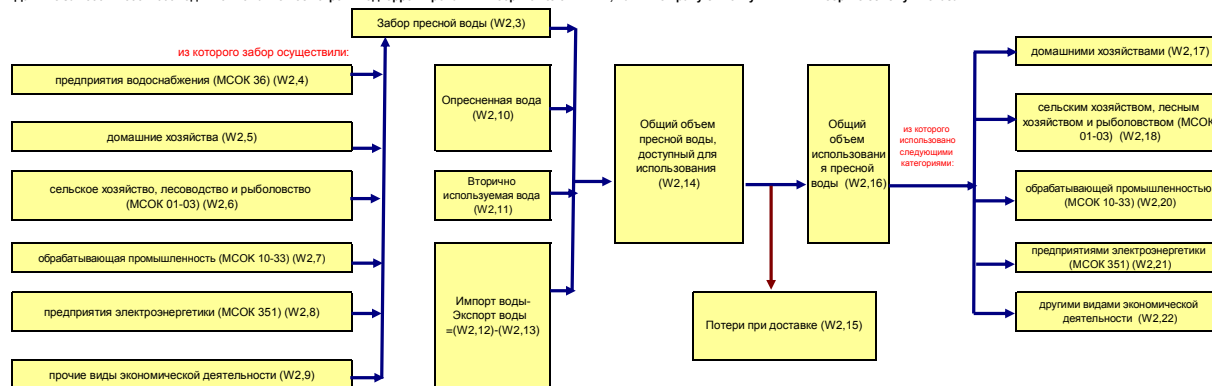 Забор пресной воды (W2,3)
из которого забор осуществили:
предприятия водоснабжения (МСОК 36) (W2,4)
домашние хозяйства (W2,5)
сельское хозяйство, лесоводство и рыболовство
(МСОК 01-03) (W2,6)
обрабатывающая промышленность (МСОК 10-33) (W2,7)
предприятия электроэнергетики (МСОК 351) (W2,8)
прочие виды экономической деятельности (W2,9)
Опресненная вода
(W2,10)
Вторично
используемая вода
(W2,11)
Импорт воды-
Экспорт воды
=(W2,12)-(W2,13)
Общий объем
пресной воды,
доступный для
использования
(W2,14)
Потери при доставке (W2,15)
Общий
объем
использовани
я пресной
воды (W2,16)
из которого
использовано
следующими
категориями:
домашними хозяйствами (W2,17)
сельским хозяйством, лесным
хозяйством и рыболовством (МСОК
01-03) (W2,18)
обрабатывающей промышленностью
(МСОК 10-33) (W2,20)
предприятиями электроэнергетики
(МСОК 351) (W2,21)
другими видами экономической
деятельности (W2,22)